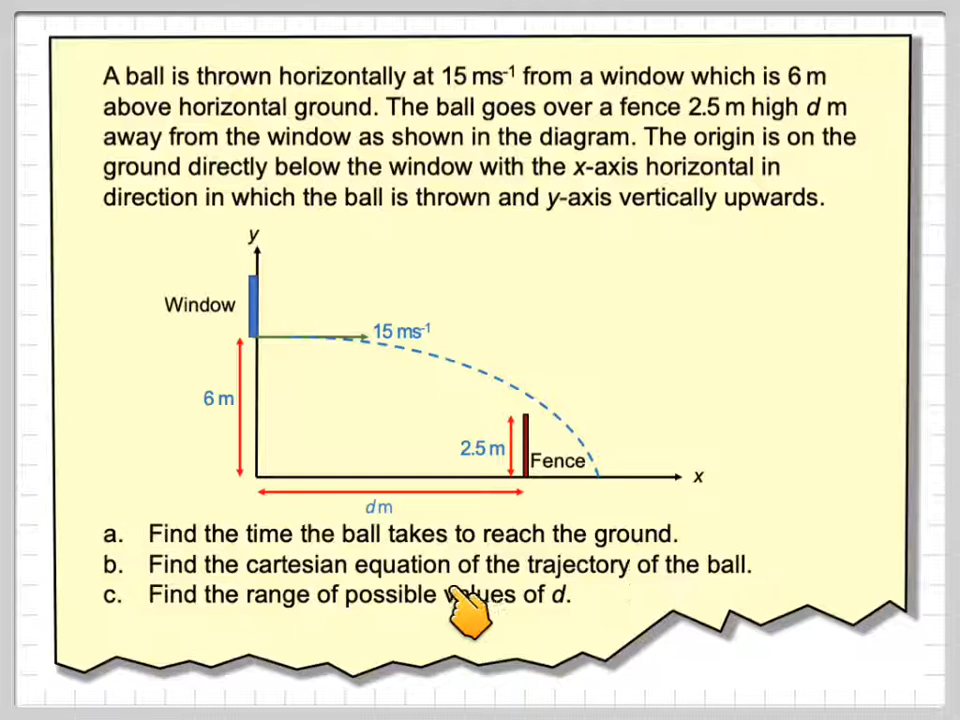 A ball is thrown horizontally at 15 ms⁻¹ from a window which is 6 m
above horizontal ground. The ball goes over a fence 2.5 m high d m
away from the window as shown in the diagram. The origin is on the
ground directly below the window with the x-axis horizontal in
direction in which the ball is thrown and y-axis vertically upwards.
y
Window
15 ms⁻¹
6 m
2.5 m
Fence
x
d m
a. Find the time the ball takes to reach the ground.
b. Find the cartesian equation of the trajectory of the ball.
c. Find the range of possible values of d.